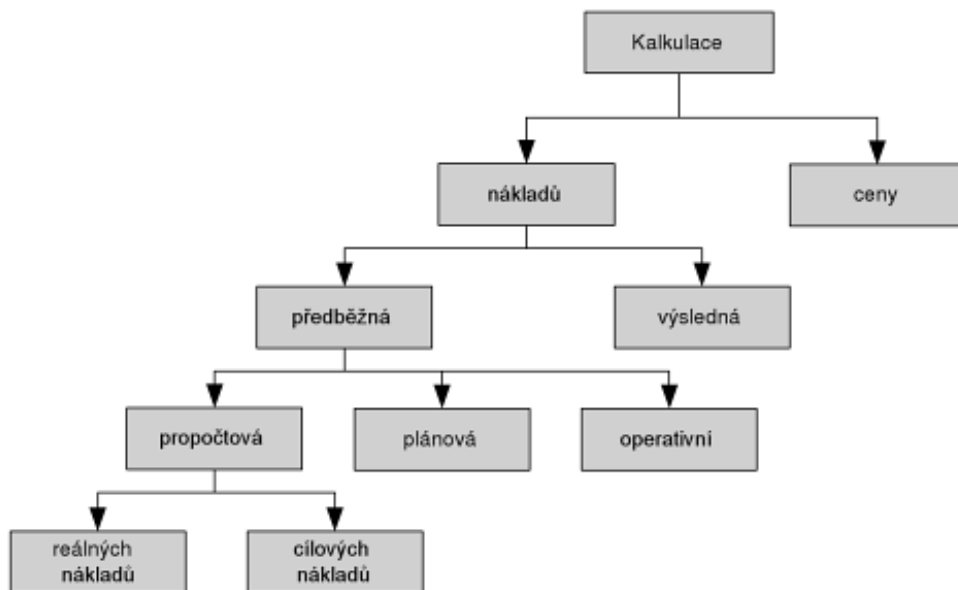 Kalkulace
nákladů
ceny
předběžná
výsledná
propočtová
plánová
operativní
reálných
nákladů
cílových
nákladů